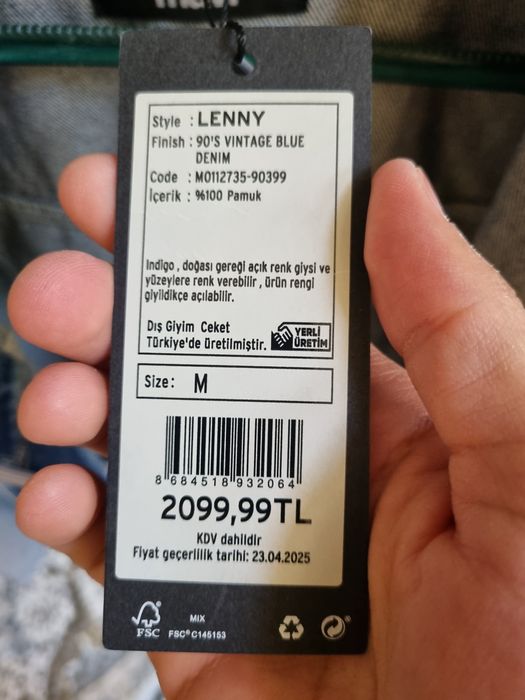 Style : LENNY
Finish : 90'S VINTAGE BLUE
DENIM
Code : M0112735-90399
İçerik : %100 Pamuk
Indigo , doğası gereği açık renk giysi ve
yüzeylere renk verebilir , ürün rengi
giyildikçe açılabilir.
Dış Giyim Ceket
Türkiye'de üretilmiştir.
YERLİ
ÜRETİM
Size: M
8 684518 932064
2099,99TL
KDV dahildir
Fiyat geçerlilik tarihi: 23.04.2025
FSC
MIX
FSC® C145153